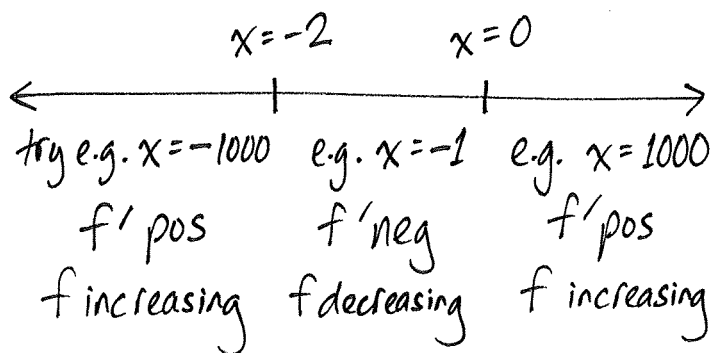 x=-2 x=0
try e.g. x=-1000 e.g. x=-1 e.g. x=1000
f' pos f' neg f' pos
f increasing f decreasing f increasing